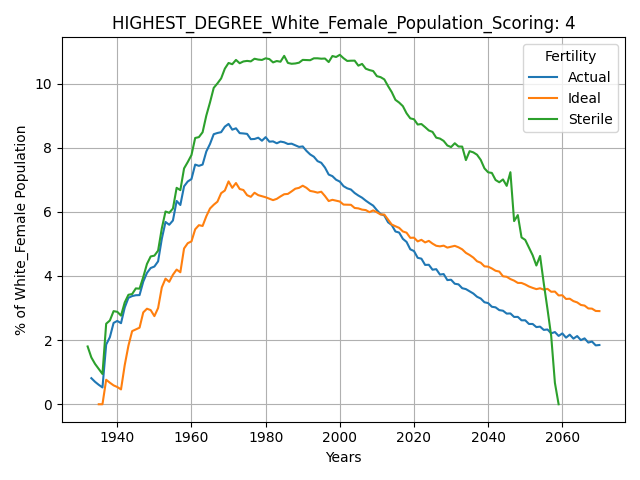 HIGHEST_DEGREE_White_Female_Population_Scoring: 4
Fertility
Actual
Ideal
Sterile
% of White_Female Population
10
8
6
4
2
0
1940 1960 1980 2000 2020 2040 2060
Years